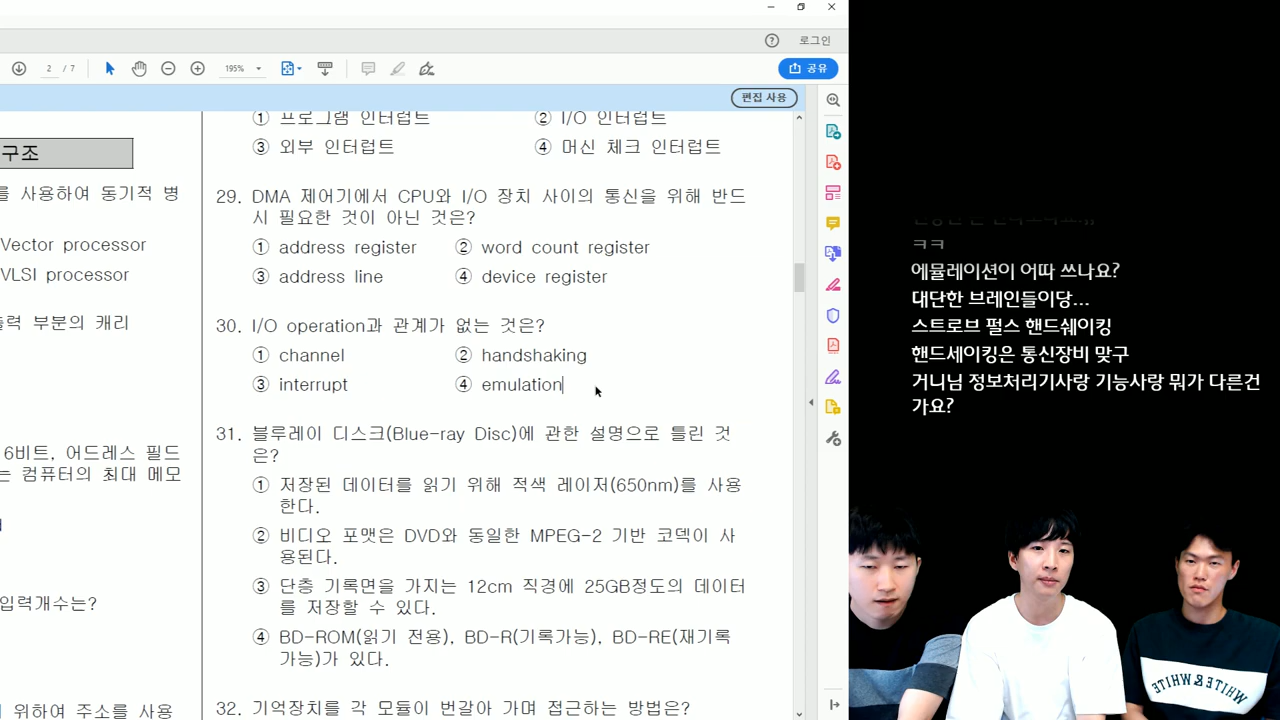 로그인
2 / 7
195%
공유
편집 사용
구조
를 사용하여 동기적 병
Vector processor
VLSI processor
출력 부분의 캐리
6비트, 어드레스 필드
는 컴퓨터의 최대 메모
입력개수는?
위하여 주소를 사용
① 프로그램 인터럽트 ② I/O 인터럽트
③ 외부 인터럽트 ④ 머신 체크 인터럽트
29. DMA 제어기에서 CPU와 I/O 장치 사이의 통신을 위해 반드
시 필요한 것이 아닌 것은?
① address register ② word count register
③ address line ④ device register
30. I/O operation과 관계가 없는 것은?
① channel ② handshaking
③ interrupt ④ emulation
31. 블루레이 디스크(Blue-ray Disc)에 관한 설명으로 틀린 것
은?
① 저장된 데이터를 읽기 위해 적색 레이저(650nm)를 사용
한다.
② 비디오 포맷은 DVD와 동일한 MPEG-2 기반 코덱이 사
용된다.
③ 단층 기록면을 가지는 12cm 직경에 25GB정도의 데이터
를 저장할 수 있다.
④ BD-ROM(읽기 전용), BD-R(기록가능), BD-RE(재기록
가능)가 있다.
32. 기억장치를 각 모듈이 번갈아 가며 접근하는 방법은?
ㅋㅋ
에뮬레이션이 어따 쓰나요?
대단한 브레인들이당...
스트로브 펄스 핸드쉐이킹
핸드세이킹은 통신장비 맞구
거니님 정보처리기사랑 기능사랑 뭐가 다른건
가요?
WHITE&WHITE